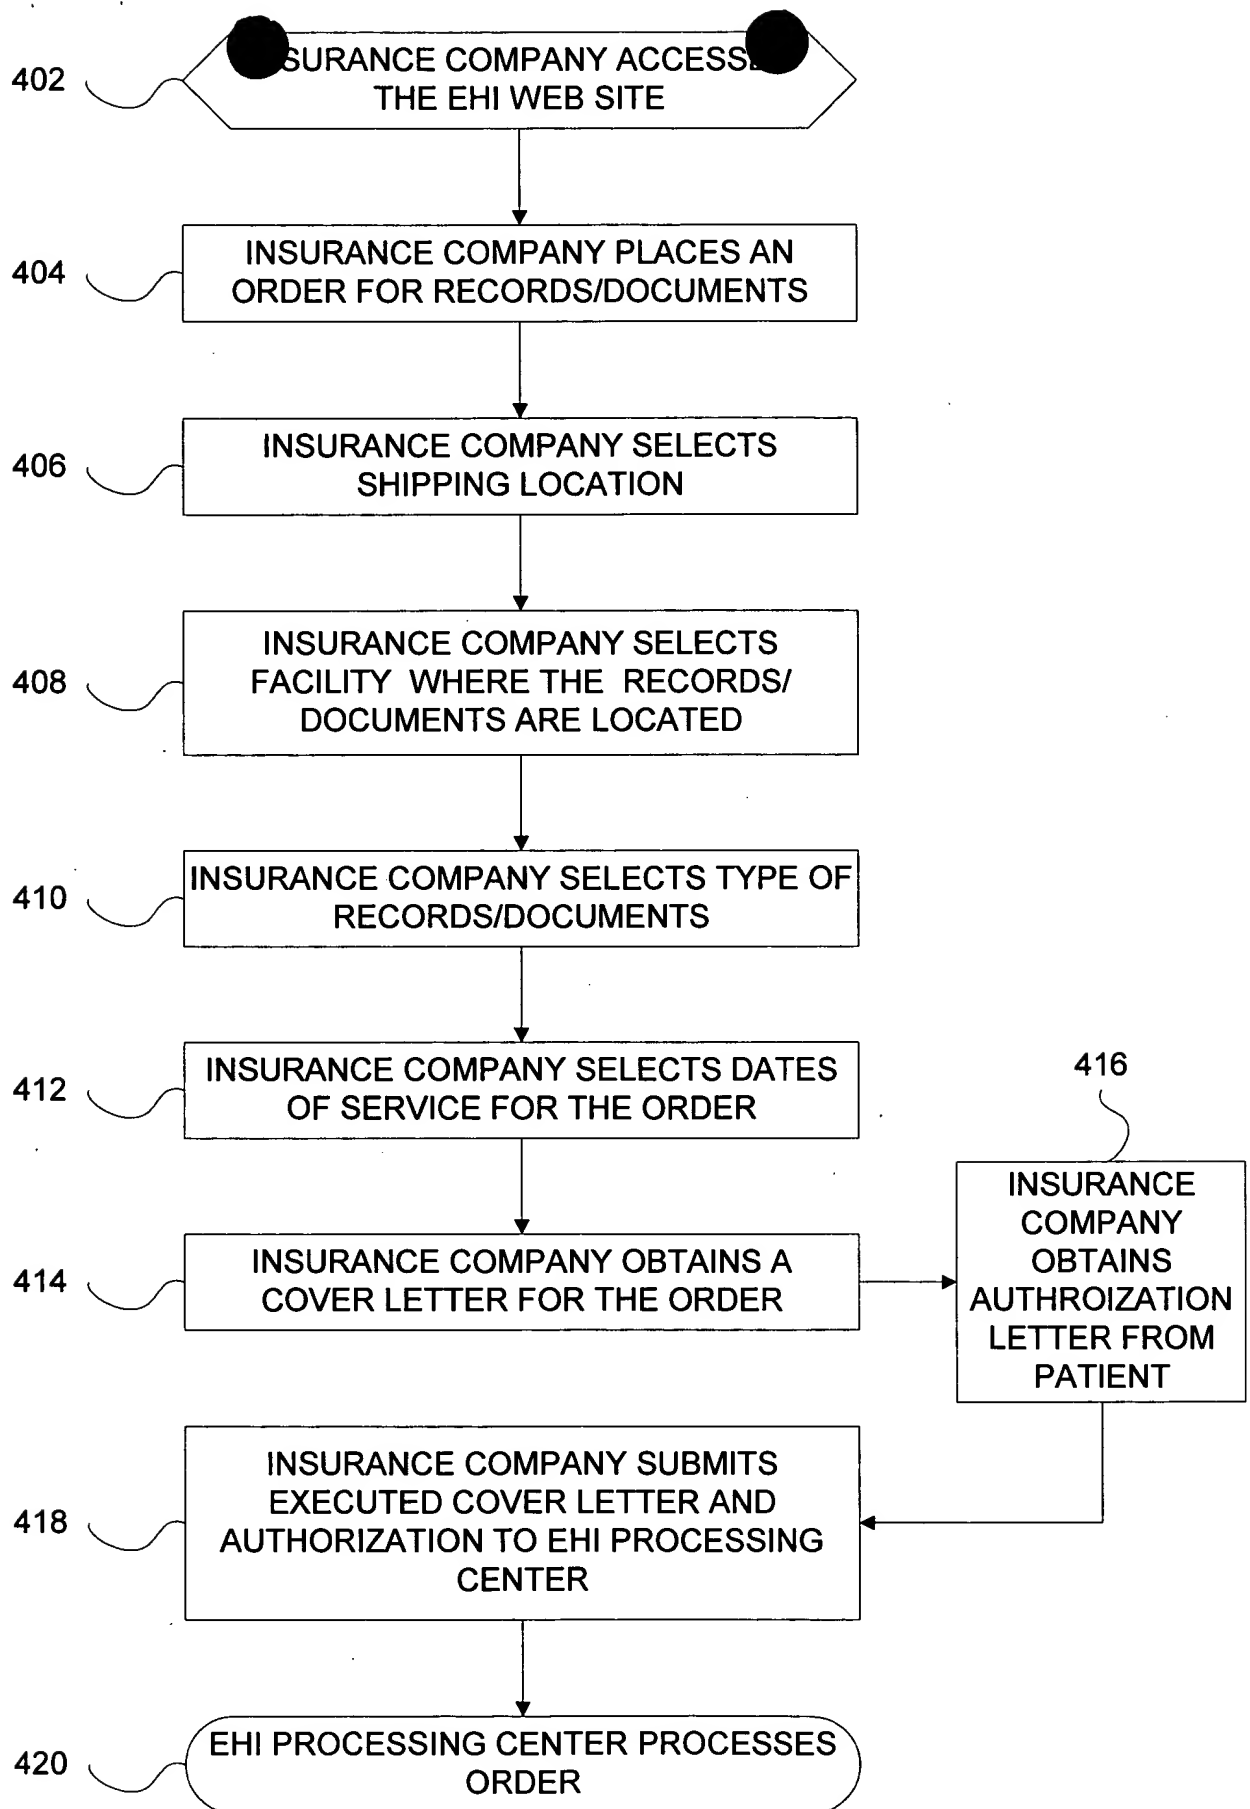 402
SURANCE COMPANY ACCESS
THE EHI WEB SITE
404
INSURANCE COMPANY PLACES AN
ORDER FOR RECORDS/DOCUMENTS
406
INSURANCE COMPANY SELECTS
SHIPPING LOCATION
408
INSURANCE COMPANY SELECTS
FACILITY WHERE THE RECORDS/
DOCUMENTS ARE LOCATED
410
INSURANCE COMPANY SELECTS TYPE OF
RECORDS/DOCUMENTS
412
INSURANCE COMPANY SELECTS DATES
OF SERVICE FOR THE ORDER
414
INSURANCE COMPANY OBTAINS A
COVER LETTER FOR THE ORDER
416
INSURANCE
COMPANY
OBTAINS
AUTHROIZATION
LETTER FROM
PATIENT
418
INSURANCE COMPANY SUBMITS
EXECUTED COVER LETTER AND
AUTHORIZATION TO EHI PROCESSING
CENTER
420
EHI PROCESSING CENTER PROCESSES
ORDER